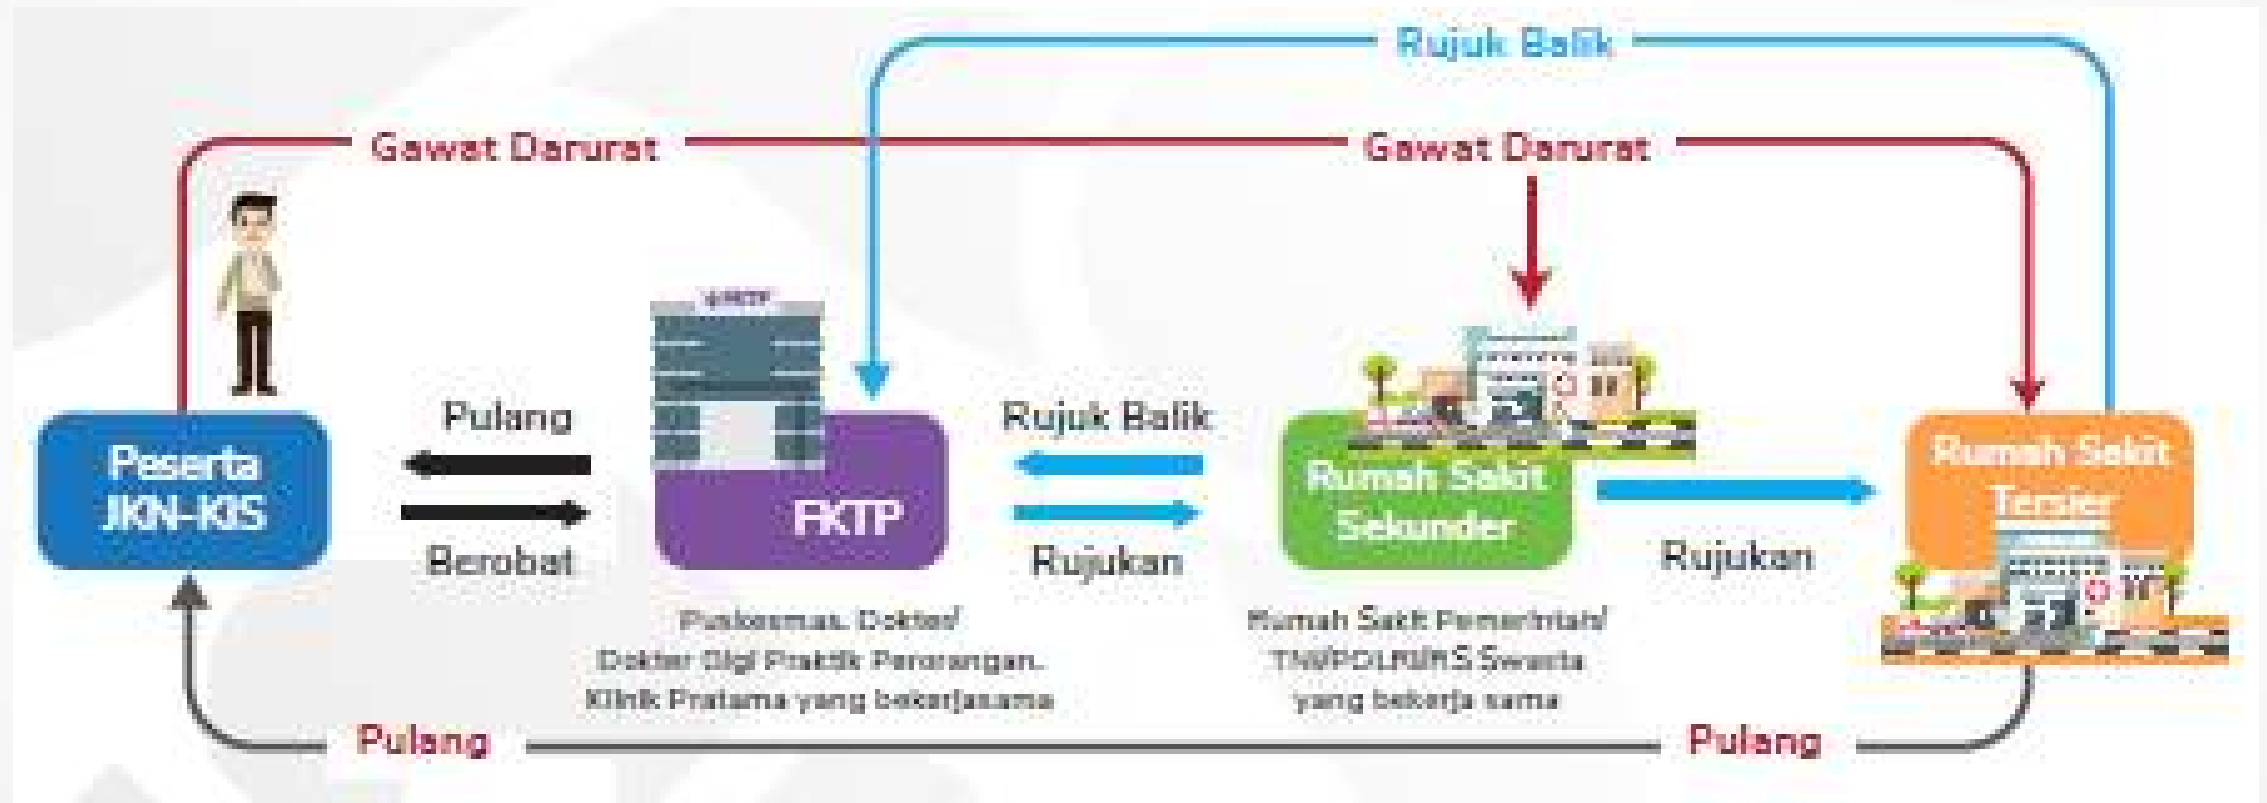 Rujuk Balik
Gawat Darurat
Gawat Darurat
Pulang
Rujuk Balik
Peserta
JKN-KIS
FKTP
Rumah Sakit
Sekunder
Rumah Sakit
Tersier
Berobat
Rujukan
Rujukan
Puskesmas, Dokter/
Dokter Gigi Praktik Perorangan,
Klinik Pratama yang bekerjasama
Rumah Sakit Pemerintah/
TNI/POLRI/RS Swasta
yang bekerja sama
Pulang
Pulang